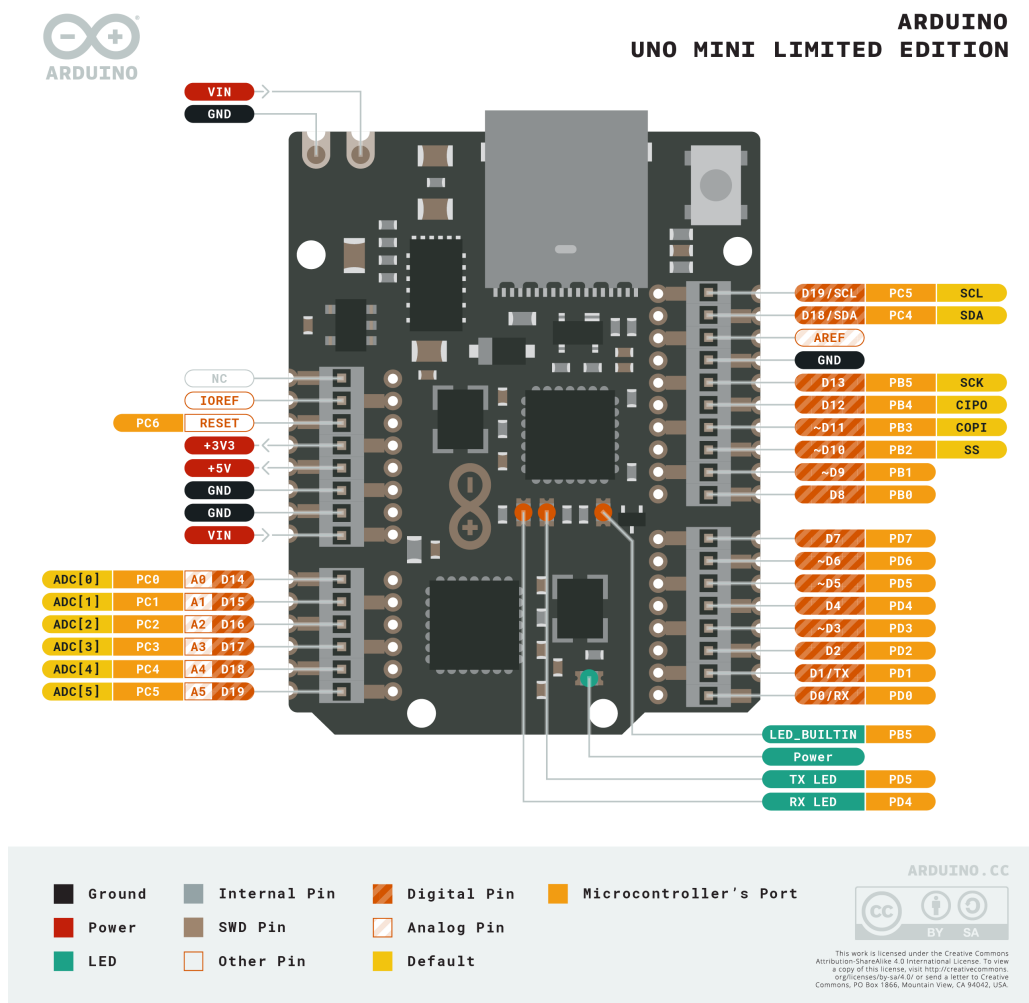 ARDUINO
UNO MINI LIMITED EDITION
ARDUINO
VIN
GND
NC
IOREF
PC6 RESET
+3V3
+5V
GND
GND
VIN
ADC[0] PC0 A0 D14
ADC[1] PC1 A1 D15
ADC[2] PC2 A2 D16
ADC[3] PC3 A3 D17
ADC[4] PC4 A4 D18
ADC[5] PC5 A5 D19
D19/SCL PC5 SCL
D18/SDA PC4 SDA
AREF
GND
D13 PB5 SCK
D12 PB4 CIPO
~D11 PB3 COPI
~D10 PB2 SS
~D9 PB1
D8 PB0
D7 PD7
~D6 PD6
~D5 PD5
D4 PD4
~D3 PD3
D2 PD2
D1/TX PD1
D0/RX PD0
LED_BUILTIN PB5
Power
TX LED PD5
RX LED PD4
Ground
Power
LED
Internal Pin
SWD Pin
Other Pin
Digital Pin
Analog Pin
Default
Microcontroller's Port
ARDUINO.CC
cc
BY SA
This work is licensed under the Creative Commons
Attribution-ShareAlike 4.0 International License. To view
a copy of this license, visit http://creativecommons.
org/licenses/by-sa/4.0/ or send a letter to Creative
Commons, PO Box 1866, Mountain View, CA 94042, USA.